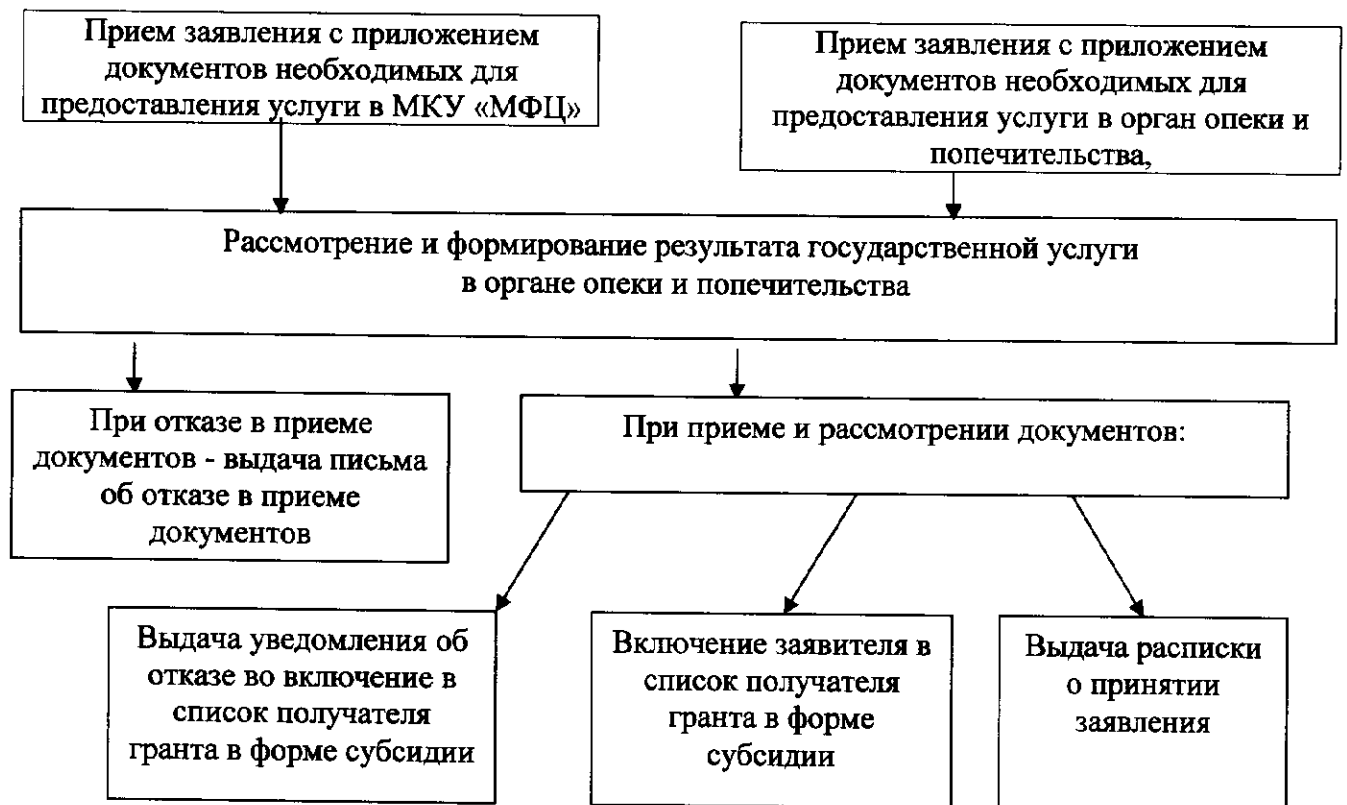 Прием заявления с приложением
документов необходимых для
предоставления услуги в МКУ «МФЦ»
Прием заявления с приложением
документов необходимых для
предоставления услуги в орган опеки и
попечительства,
Рассмотрение и формирование результата государственной услуги
в органе опеки и попечительства
При отказе в приеме
документов - выдача письма
об отказе в приеме
документов
При приеме и рассмотрении документов:
Выдача уведомления об
отказе во включение в
список получателя
гранта в форме субсидии
Включение заявителя в
список получателя
гранта в форме
субсидии
Выдача расписки
о принятии
заявления